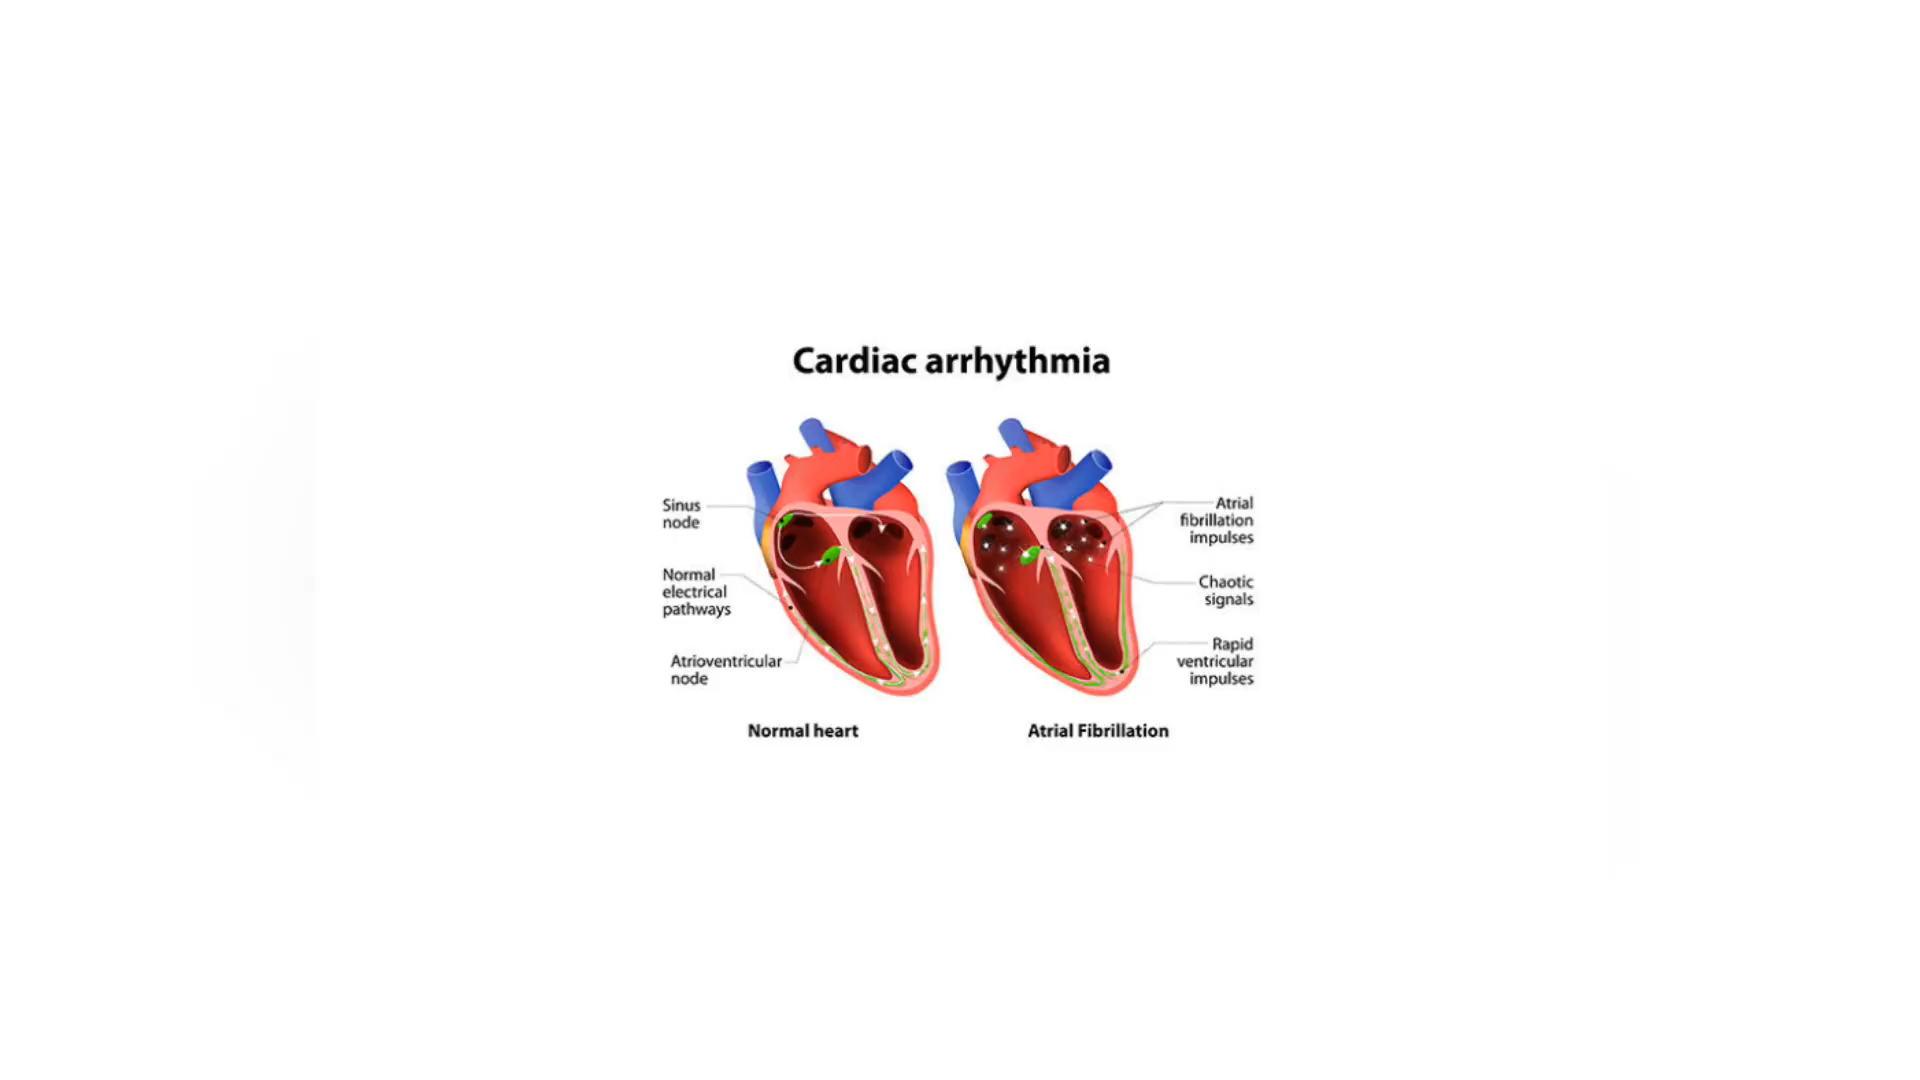 Cardiac arrhythmia
Sinus
node
Normal
electrical
pathways
Atrioventricular
node
Normal heart
Atrial
fibrillation
impulses
Chaotic
signals
Rapid
ventricular
impulses
Atrial Fibrillation